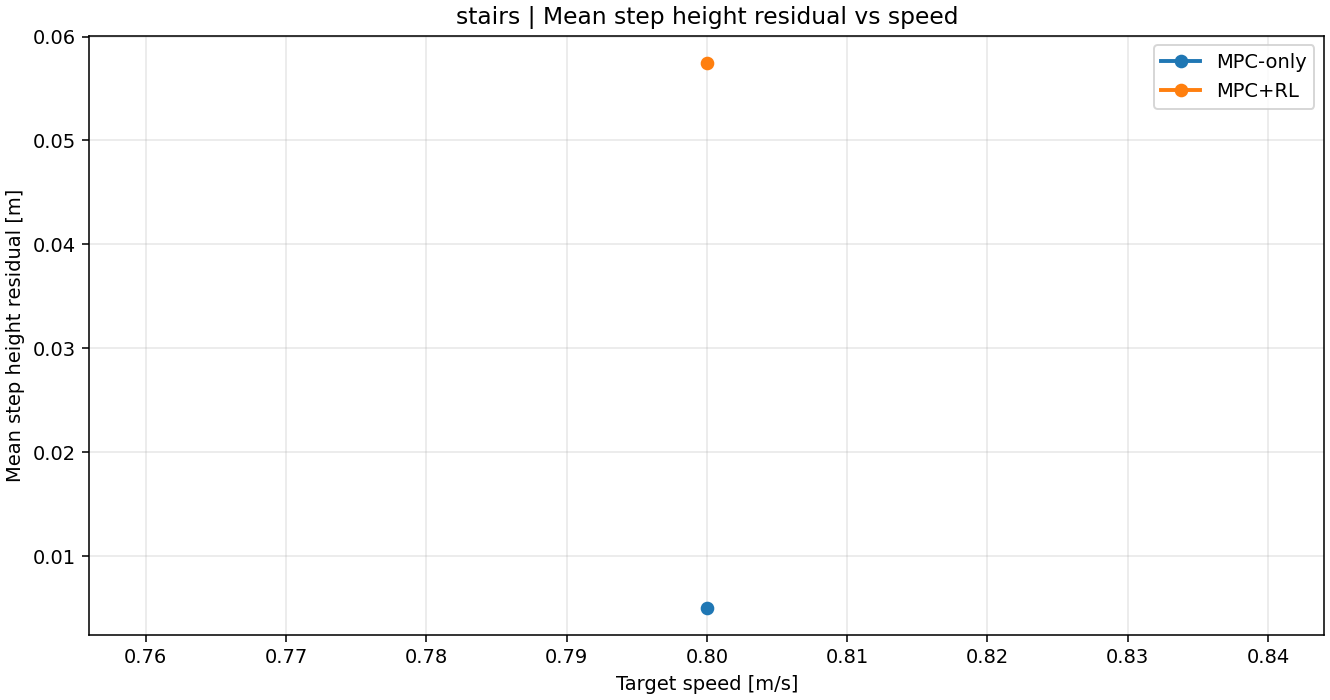 stairs | Mean step height residual vs speed
MPC-only
MPC+RL
Mean step height residual [m]
0.06
0.05
0.04
0.03
0.02
0.01
0.76 0.77 0.78 0.79 0.80 0.81 0.82 0.83 0.84
Target speed [m/s]